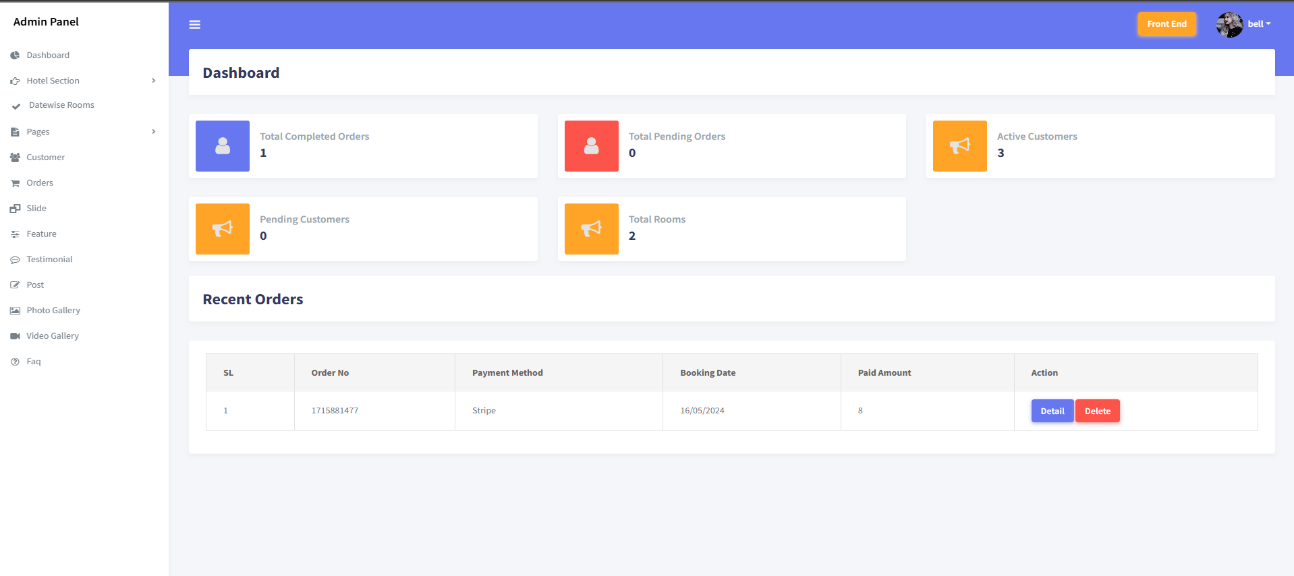 Admin Panel
Dashboard
Hotel Section
Datewise Rooms
Pages
Customer
Orders
Slide
Feature
Testimonial
Post
Photo Gallery
Video Gallery
Faq
Front End
bell
Dashboard
Total Completed Orders
1
Total Pending Orders
0
Active Customers
3
Pending Customers
0
Total Rooms
2
Recent Orders
SL Order No Payment Method Booking Date Paid Amount Action
1 1715881477 Stripe 16/05/2024 8 Detail Delete